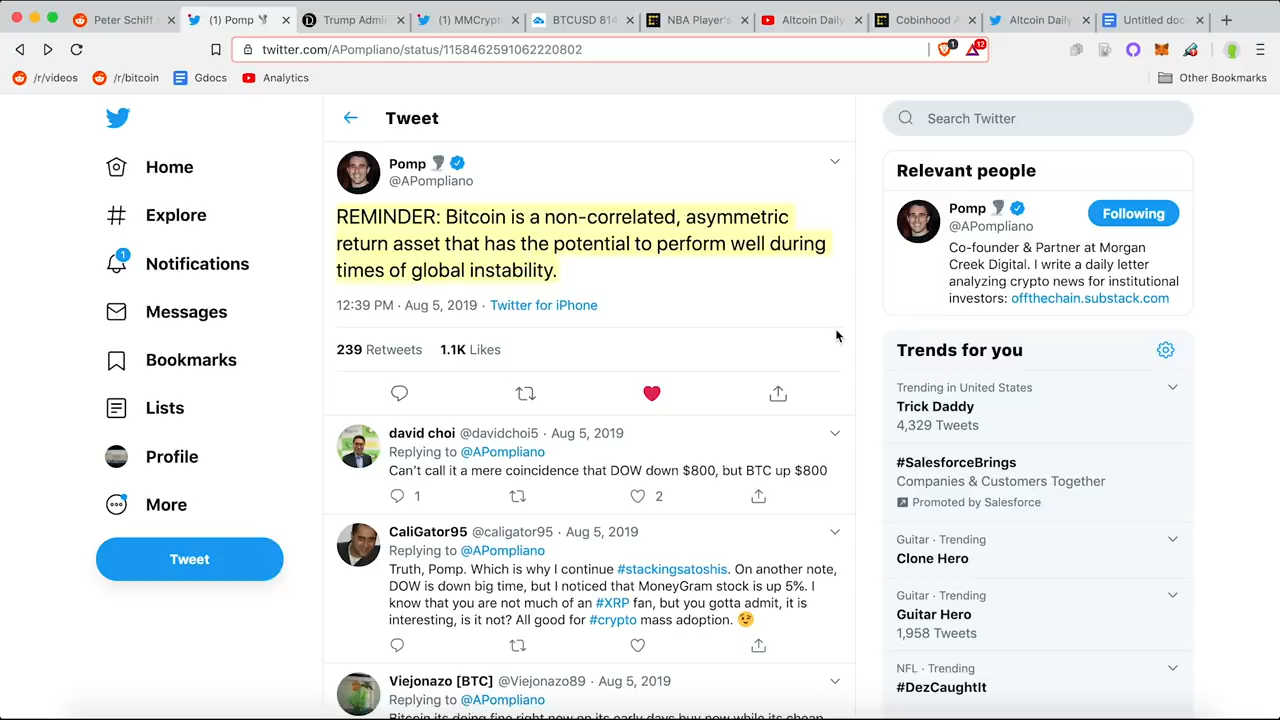 Peter Schiff
(1) Pomp
Trump Admi
(1) MMCrypt
BTCUSD 814
NBA Player's
Altcoin Daily
Cobinhood A
Altcoin Daily
Untitled doc
twitter.com/APompliano/status/1158462591062220802
1
12
/r/videos
/r/bitcoin
Gdocs
Analytics
Other Bookmarks
Home
Explore
1
Notifications
Messages
Bookmarks
Lists
Profile
More
Tweet
Tweet
Pomp
@APompliano
REMINDER: Bitcoin is a non-correlated, asymmetric
return asset that has the potential to perform well during
times of global instability.
12:39 PM · Aug 5, 2019 · Twitter for iPhone
239 Retweets 1.1K Likes
david choi @davidchoi5 · Aug 5, 2019
Replying to @APompliano
Can't call it a mere coincidence that DOW down $800, but BTC up $800
1
2
CaliGator95 @caligator95 · Aug 5, 2019
Replying to @APompliano
Truth, Pomp. Which is why I continue #stackingsatoshis. On another note,
DOW is down big time, but I noticed that MoneyGram stock is up 5%. I
know that you are not much of an #XRP fan, but you gotta admit, it is
interesting, is it not? All good for #crypto mass adoption. 😉
Viejonazo [BTC] @Viejonazo89 · Aug 5, 2019
Replying to @APompliano
Bitcoin its doing fine right now on its early days buy now while its cheap
Search Twitter
Relevant people
Pomp
@APompliano
Following
Co-founder & Partner at Morgan
Creek Digital. I write a daily letter
analyzing crypto news for institutional
investors: offthechain.substack.com
Trends for you
Trending in United States
Trick Daddy
4,329 Tweets
#SalesforceBrings
Companies & Customers Together
Promoted by Salesforce
Guitar · Trending
Clone Hero
Guitar · Trending
Guitar Hero
1,958 Tweets
NFL · Trending
#DezCaughtIt